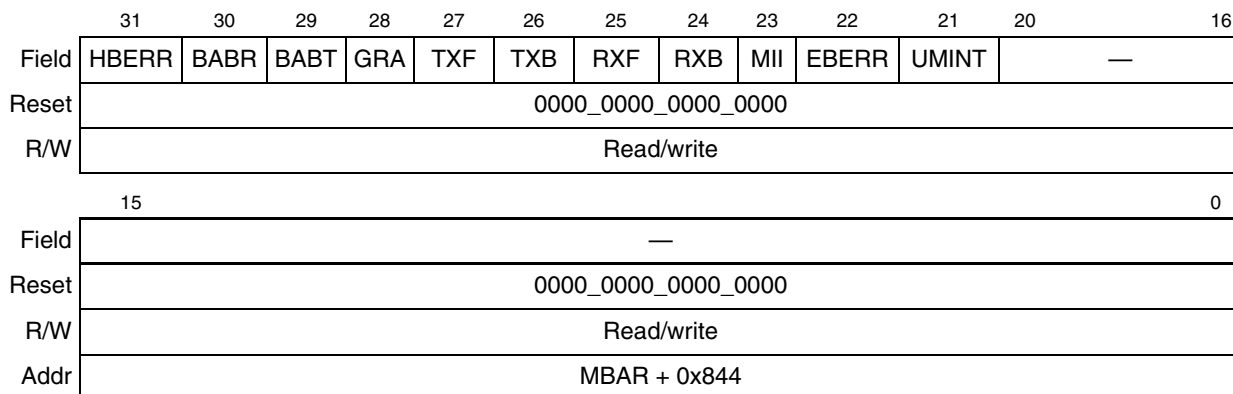 31 30 29 28 27 26 25 24 23 22 21 20 16
Field HBERR BABR BABT GRA TXF TXB RXF RXB MII EBERR UMINT —
Reset 0000_0000_0000_0000
R/W Read/write
15 0
Field —
Reset 0000_0000_0000_0000
R/W Read/write
Addr MBAR + 0x844